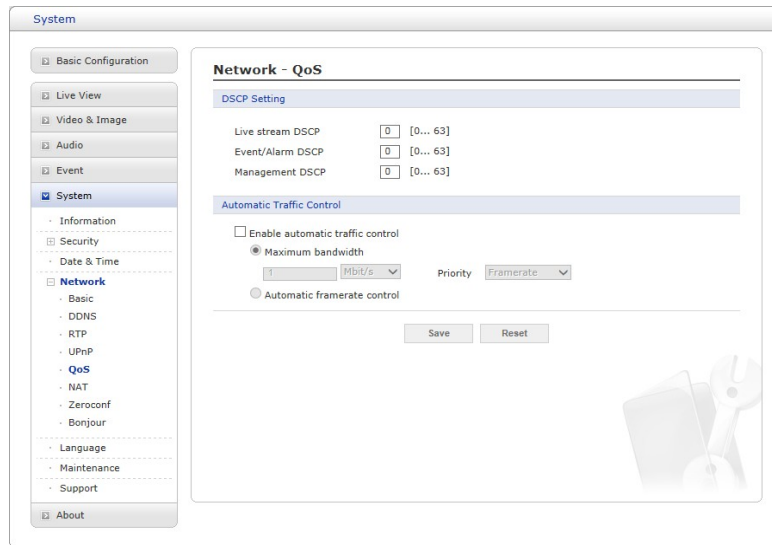 System
Basic Configuration
Live View
Video & Image
Audio
Event
System
Information
Security
Date & Time
Network
Basic
DDNS
RTP
UPnP
QoS
NAT
Zeroconf
Bonjour
Language
Maintenance
Support
About
Network - QoS
DSCP Setting
Live stream DSCP 0 [0... 63]
Event/Alarm DSCP 0 [0... 63]
Management DSCP 0 [0... 63]
Automatic Traffic Control
Enable automatic traffic control
Maximum bandwidth
1 Mbit/s Priority Framerate
Automatic framerate control
Save Reset